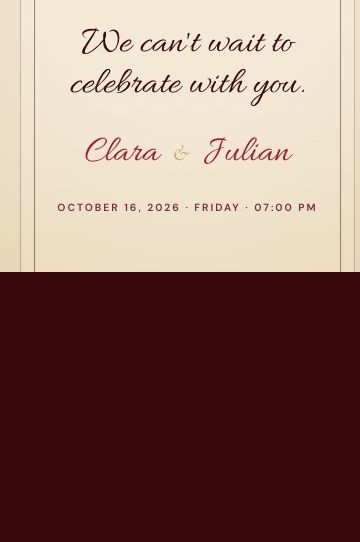 We can't wait to
celebrate with you.
Clara & Julian
OCTOBER 16, 2026 · FRIDAY · 07:00 PM